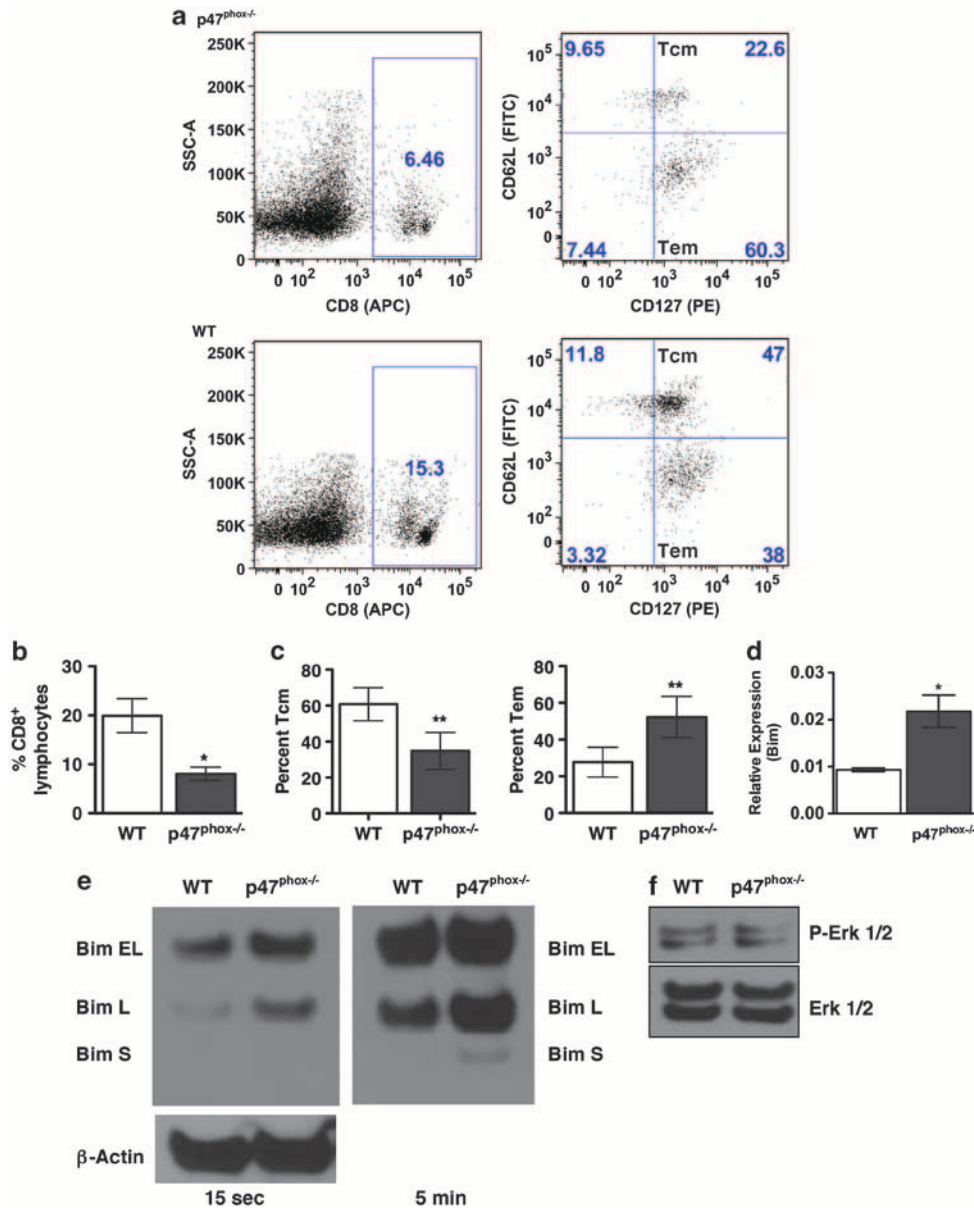 a
p47phox-/-
250K
200K
150K
100K
50K
0
SSC-A
6.46
0 10² 10³ 10⁴ 10⁵
CD8 (APC)
9.65 Tcm 22.6
10⁵
10⁴
10³
10²
0
CD62L (FITC)
7.44 Tem 60.3
0 10² 10³ 10⁴ 10⁵
CD127 (PE)
WT
250K
200K
150K
100K
50K
0
SSC-A
15.3
0 10² 10³ 10⁴ 10⁵
CD8 (APC)
11.8 Tcm 47
10⁵
10⁴
10³
10²
0
CD62L (FITC)
3.32 Tem 38
0 10² 10³ 10⁴ 10⁵
CD127 (PE)
b
% CD8⁺
lymphocytes
30
20
10
0
*
WT p47phox-/-
c
Percent Tcm
80
60
40
20
0
**
WT p47phox-/-
Percent Tem
80
60
40
20
0
**
WT p47phox-/-
d
Relative Expression
(Bim)
0.03
0.02
0.01
0.00
*
WT p47phox-/-
e
WT p47phox-/- WT p47phox-/-
Bim EL Bim EL
Bim L Bim L
Bim S Bim S
β-Actin
15 sec 5 min
f
WT p47phox-/-
P-Erk 1/2
Erk 1/2